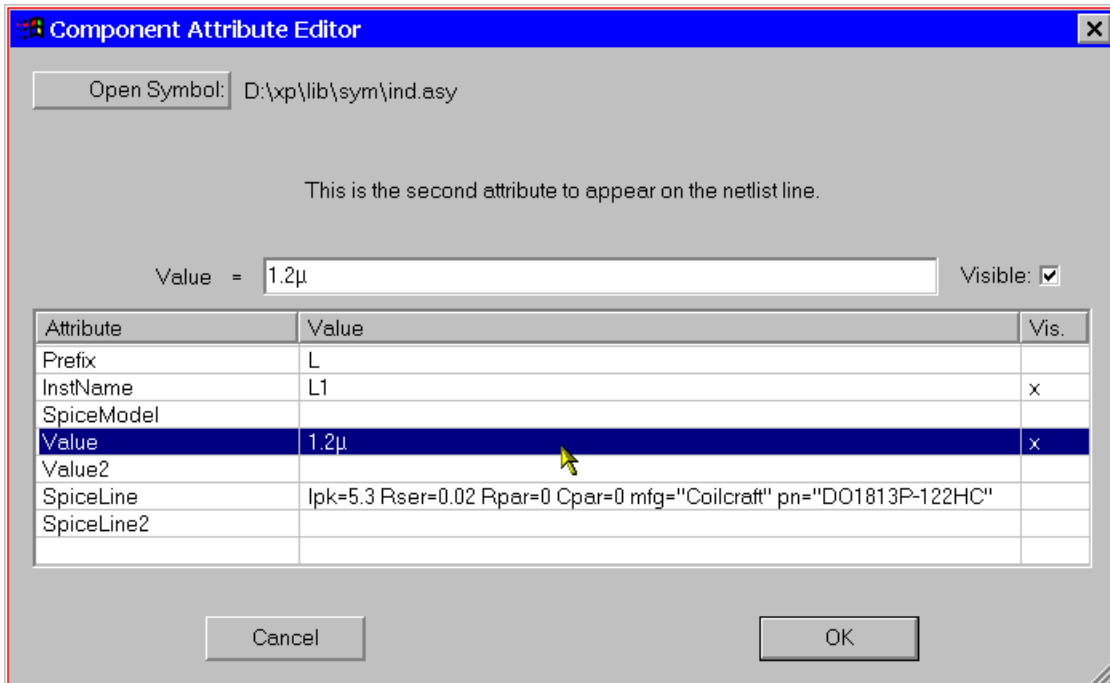 Component Attribute Editor
Open Symbol: D:\xp\lib\sym\ind.asy
This is the second attribute to appear on the netlist line.
Value = 1.2µ Visible:
Attribute Value Vis.
Prefix L
InstName L1 x
SpiceModel
Value 1.2µ x
Value2
SpiceLine Ipk=5.3 Rser=0.02 Rpar=0 Cpar=0 mfg="Coilcraft" pn="DO1813P-122HC"
SpiceLine2
Cancel OK